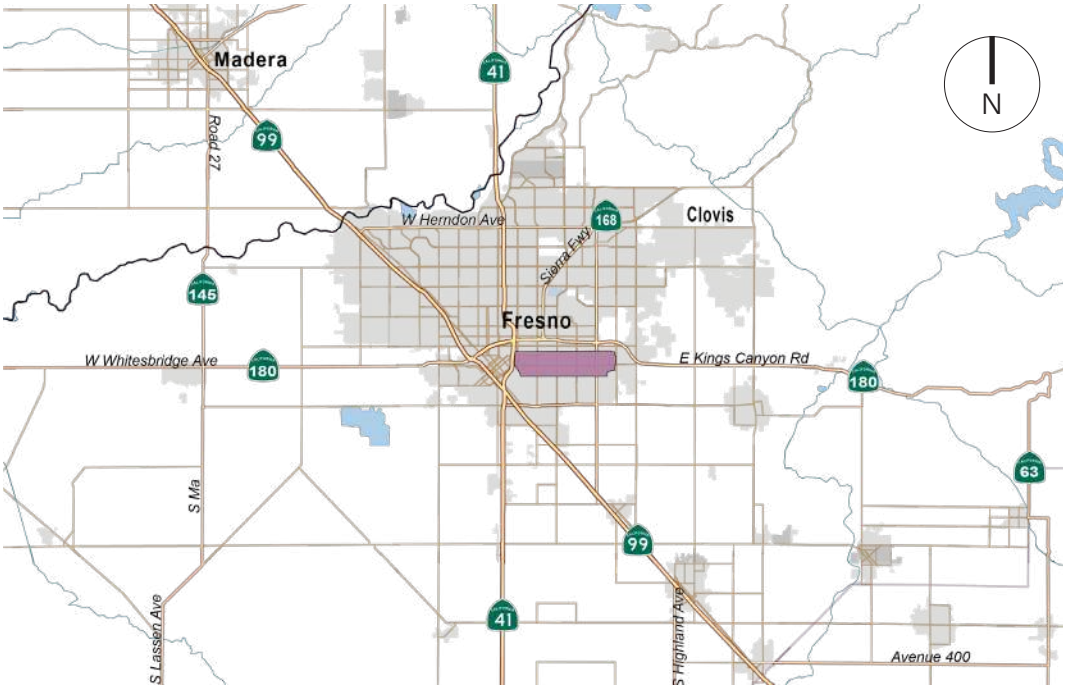 Madera
41
N
99
Road 27
W Herndon Ave
168
Clovis
Sierra Fwy
145
Fresno
W Whitesbridge Ave
180
E Kings Canyon Rd
180
63
S Ma
99
41
S Lassen Ave
S Highland Ave
Avenue 400